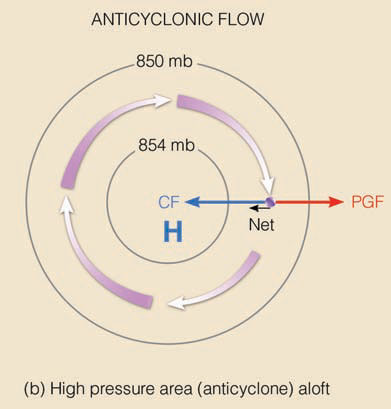 ANTICYCLONIC FLOW
850 mb
854 mb
CF
PGF
H
Net
(b) High pressure area (anticyclone) aloft